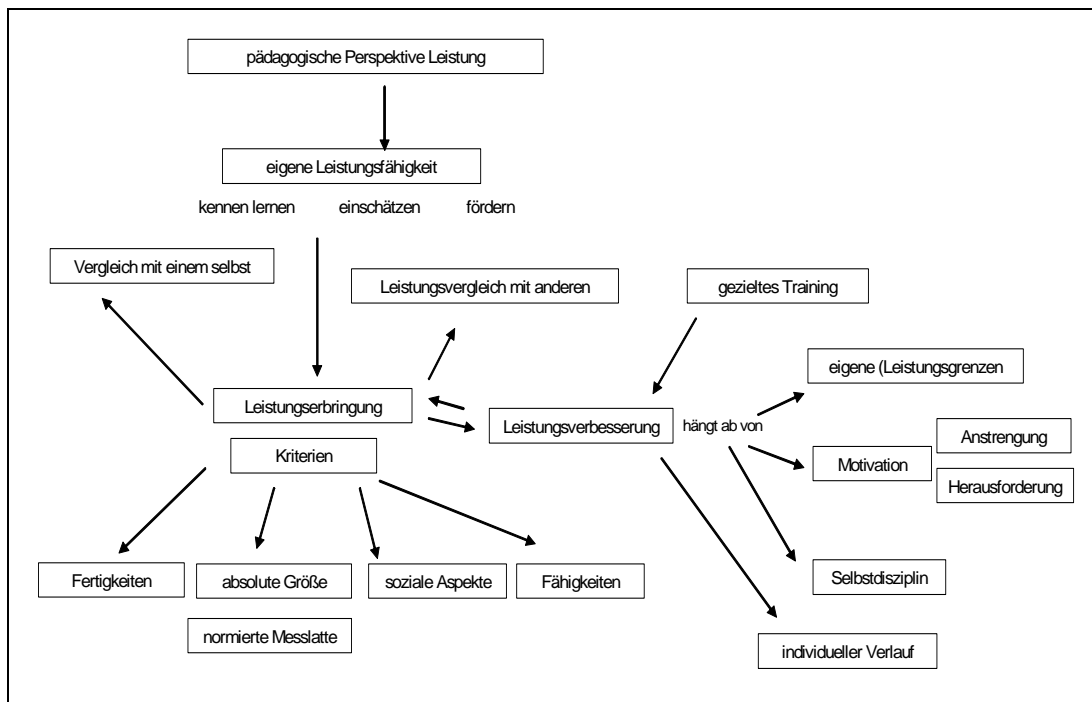 pädagogische Perspektive Leistung
eigene Leistungsfähigkeit
kennen lernen einschätzen fördern
Vergleich mit einem selbst
Leistungsvergleich mit anderen
gezieltes Training
eigene (Leistungsgrenzen
Leistungserbringung
Leistungsverbesserung
hängt ab von
Anstrengung
Kriterien
Motivation
Herausforderung
Fertigkeiten
absolute Größe
soziale Aspekte
Fähigkeiten
Selbstdisziplin
normierte Messlatte
individueller Verlauf